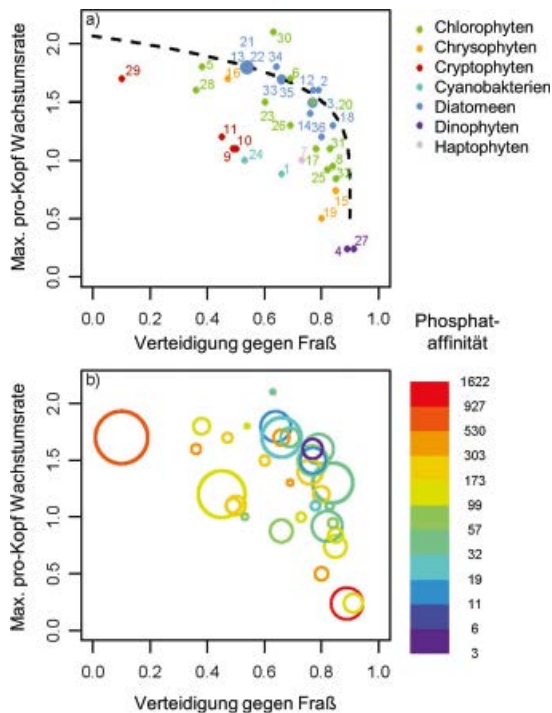 a)
Max. pro-Kopf Wachstumsrate
2.0
1.5
1.0
0.5
0.0
21
30
13, 22 34
5
6
29
28
16
12 2
33 35
3, 20
23
14 36 18
26
11
10
9
24
7
17
31
8
1
25 32
15
19
4 27
0.0 0.2 0.4 0.6 0.8 1.0
Verteidigung gegen Fraß
Chlorophyten
Chrysophyten
Cryptophyten
Cyanobakterien
Diatomeen
Dinophyten
Haptophyten
b)
Max. pro-Kopf Wachstumsrate
2.0
1.5
1.0
0.5
0.0
0.0 0.2 0.4 0.6 0.8 1.0
Verteidigung gegen Fraß
Phosphat-
affinität
1622
927
530
303
173
99
57
32
19
11
6
3